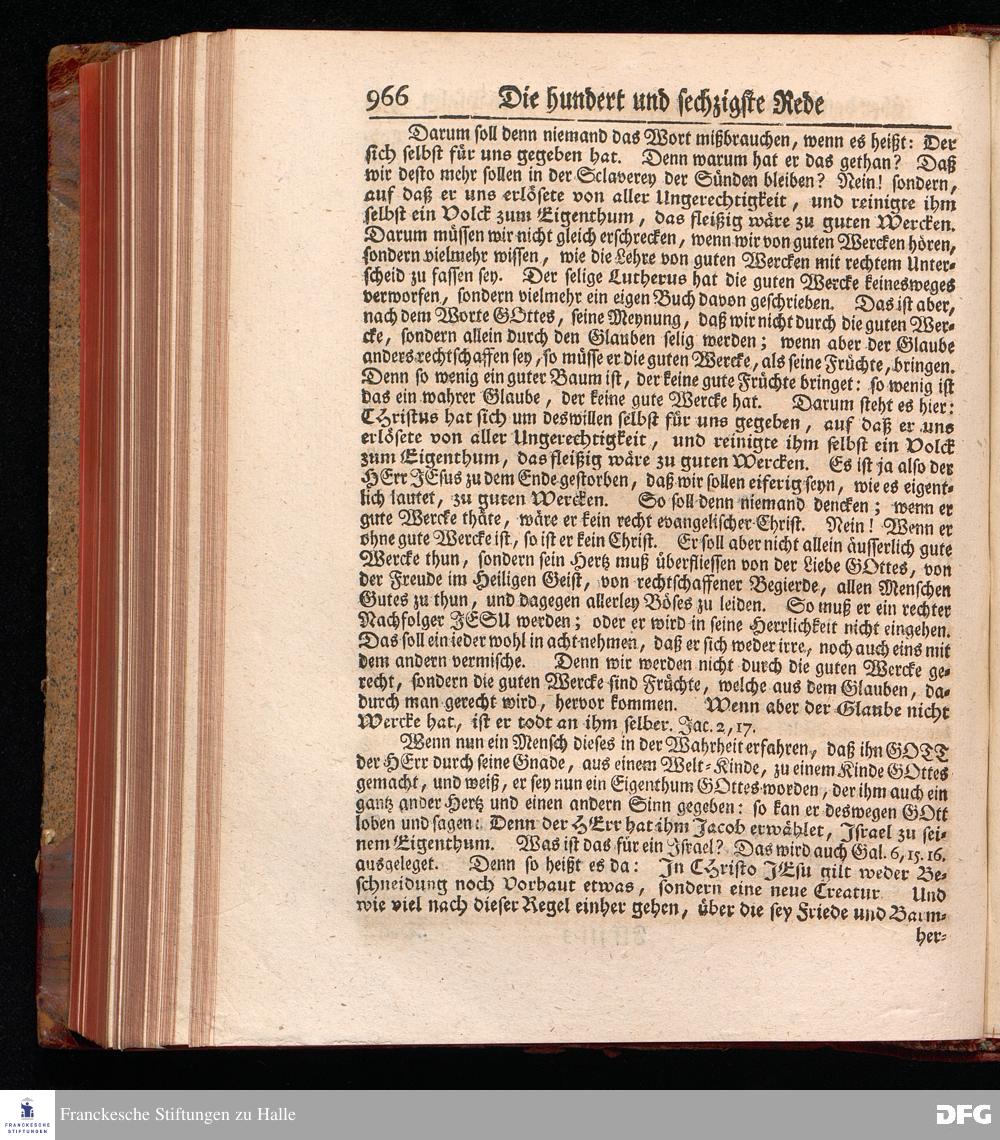 966 Die hundert und sechzigste Rede
Darum soll denn niemand das Wort mißbrauchen, wenn es heißt: Der
sich selbst für uns gegeben hat. Denn warum hat er das gethan? Daß
wir desto mehr sollen in der Sclaverey der Sünden bleiben? Nein! sondern,
auf daß er uns erlösete von aller Ungerechtigkeit, und reinigte ihm
selbst ein Volck zum Eigenthum, das fleißig wäre zu guten Wercken.
Darum müssen wir nicht gleich erschrecken, wenn wir von guten Wercken hören,
sondern vielmehr wissen, wie die Lehre von guten Wercken mit rechtem Unter-
scheid zu fassen sey. Der selige Lutherus hat die guten Wercke keinesweges
verworfen, sondern vielmehr ein eigen Buch davon geschrieben. Das ist aber,
nach dem Worte GOttes, seine Meynung, daß wir nicht durch die guten Wer-
cke, sondern allein durch den Glauben selig werden; wenn aber der Glaube
anders rechtschaffen sey, so müsse er die guten Wercke, als seine Früchte, bringen.
Denn so wenig ein guter Baum ist, der keine gute Früchte bringet: so wenig ist
das ein wahrer Glaube, der keine gute Wercke hat. Darum steht es hier:
CHristus hat sich um deswillen selbst für uns gegeben, auf daß er uns
erlösete von aller Ungerechtigkeit, und reinigte ihm selbst ein Volck
zum Eigenthum, das fleißig wäre zu guten Wercken. Es ist ja also der
HErr JEsus zu dem Ende gestorben, daß wir sollen eiferig seyn, wie es eigent-
lich lautet, zu guten Wercken. So soll denn niemand dencken; wenn er
gute Wercke thäte, wäre er kein recht evangelischer Christ. Nein! Wenn er
ohne gute Wercke ist, so ist er kein Christ. Er soll aber nicht allein äusserlich gute
Wercke thun, sondern sein Hertz muß überfliessen von der Liebe GOttes, von
der Freude im Heiligen Geist, von rechtschaffener Begierde, allen Menschen
Gutes zu thun, und dagegen allerley Böses zu leiden. So muß er ein rechter
Nachfolger JESU werden; oder er wird in seine Herrlichkeit nicht eingehen.
Das soll ein ieder wohl in acht nehmen, daß er sich weder irre, noch auch eins mit
dem andern vermische. Denn wir werden nicht durch die guten Wercke ge-
recht, sondern die guten Wercke sind Früchte, welche aus dem Glauben, da-
durch man gerecht wird, hervor kommen. Wenn aber der Glaube nicht
Wercke hat, ist er todt an ihm selber. Jac. 2, 17.
Wenn nun ein Mensch dieses in der Wahrheit erfahren, daß ihn GOTT
der HErr durch seine Gnade, aus einem Welt-Kinde, zu einem Kinde GOttes
gemacht, und weiß, er sey nun ein Eigenthum GOttes worden, der ihm auch ein
gantz ander Hertz und einen andern Sinn gegeben: so kan er deswegen GOtt
loben und sagen: Denn der HErr hat ihm Jacob erwählet, Israel zu sei-
nem Eigenthum. Was ist das für ein Israel? Das wird auch Gal. 6, 15. 16.
ausgeleget. Denn so heißt es da: In CHristo JEsu gilt weder Be-
schneidung noch Vorhaut etwas, sondern eine neue Creatur. Und
wie viel nach dieser Regel einher gehen, über die sey Friede und Barm-
her-
FRANCKESCHE
STIFTUNGEN
Franckesche Stiftungen zu Halle
DFG